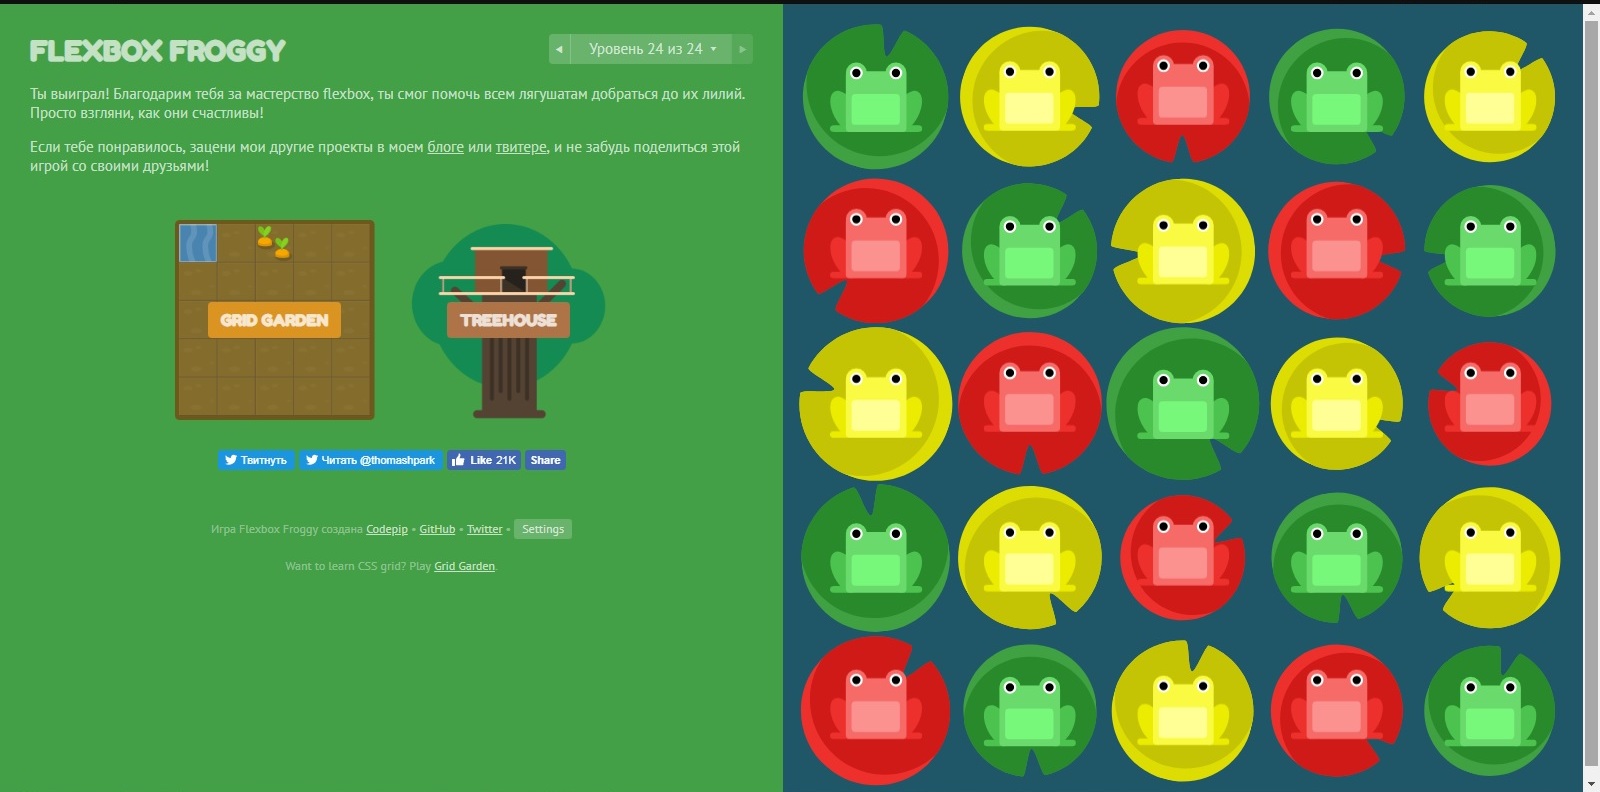 FLEXBOX FROGGY
Уровень 24 из 24
Ты выиграл! Благодарим тебя за мастерство flexbox, ты смог помочь всем лягушатам добраться до их лилий.
Просто взгляни, как они счастливы!
Если тебе понравилось, зацени мои другие проекты в моем блоге или твитере, и не забудь поделиться этой
игрой со своими друзьями!
GRID GARDEN
TREEHOUSE
Твитнуть
Читать @thomashpark
Like 21K
Share
Игра Flexbox Froggy создана Codepip • GitHub • Twitter • Settings
Want to learn CSS grid? Play Grid Garden.